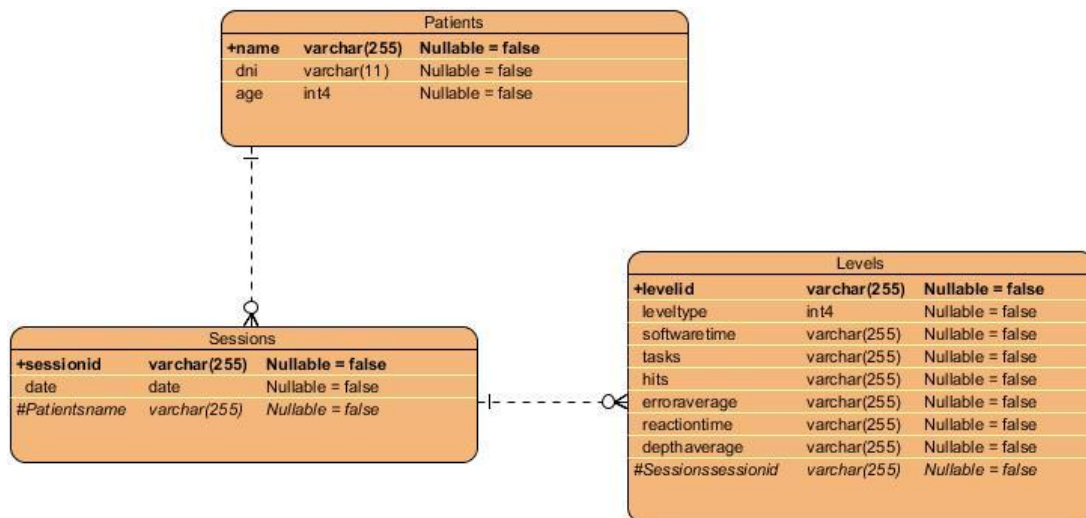 Patients
+name varchar(255) Nullable = false
dni varchar(11) Nullable = false
age int4 Nullable = false
Sessions
+sessionid varchar(255) Nullable = false
date date Nullable = false
#Patientsname varchar(255) Nullable = false
Levels
+levelid varchar(255) Nullable = false
leveltype int4 Nullable = false
softwaretime varchar(255) Nullable = false
tasks varchar(255) Nullable = false
hits varchar(255) Nullable = false
erroraverage varchar(255) Nullable = false
reactiontime varchar(255) Nullable = false
depthaverage varchar(255) Nullable = false
#Sessionssessionid varchar(255) Nullable = false